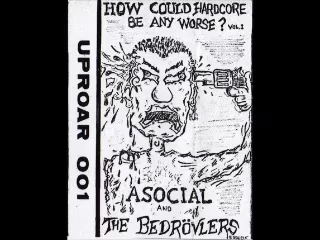 HOW COULD HARDCORE
BE ANY WORSE? VOL.1
UPROAR 001
ASOCIAL
AND
THE BEDRÖVLERS